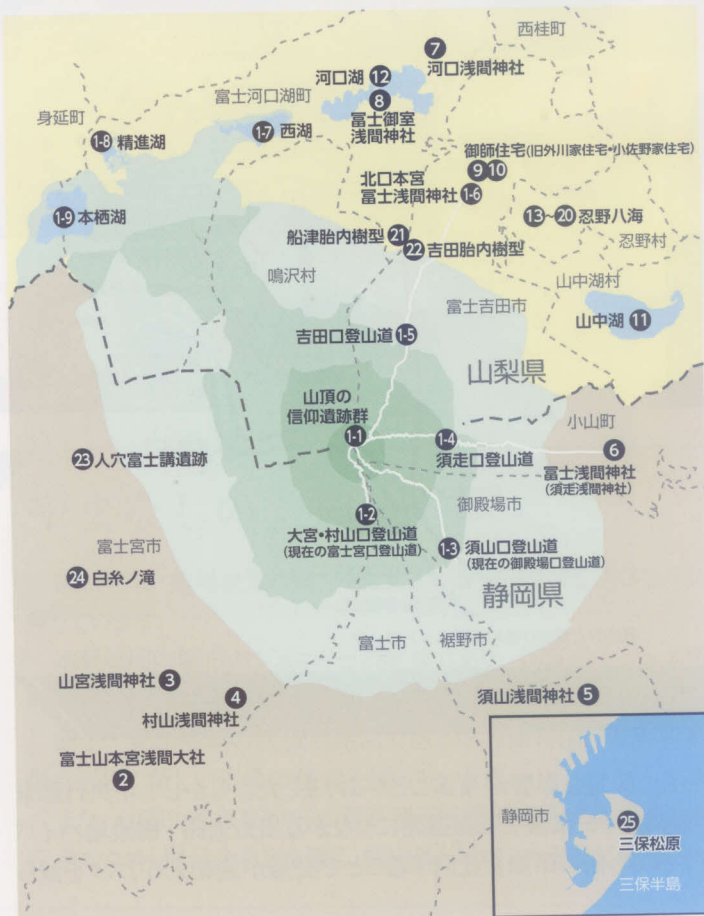 西桂町
⑦
河口浅間神社
河口湖 ⑫
⑧
冨士御室
浅間神社
富士河口湖町
身延町
1-8 精進湖
1-7 西湖
御師住宅(旧外川家住宅・小佐野家住宅)
⑨⑩
北口本宮
冨士浅間神社 1-6
1-9 本栖湖
⑬~⑳ 忍野八海
忍野村
船津胎内樹型 ㉑
㉒ 吉田胎内樹型
鳴沢村
山中湖村
富士吉田市
山中湖 ⑪
吉田口登山道 1-5
山梨県
山頂の
信仰遺跡群
1-1
小山町
1-4
須走口登山道
⑥
冨士浅間神社
(須走浅間神社)
㉓ 人穴富士講遺跡
御殿場市
1-2
大宮・村山口登山道
(現在の富士宮口登山道)
1-3 須山口登山道
(現在の御殿場口登山道)
富士宮市
㉔ 白糸ノ滝
静岡県
富士市
裾野市
山宮浅間神社 ③
④
村山浅間神社
須山浅間神社 ⑤
富士山本宮浅間大社
②
静岡市
㉕
三保松原
三保半島